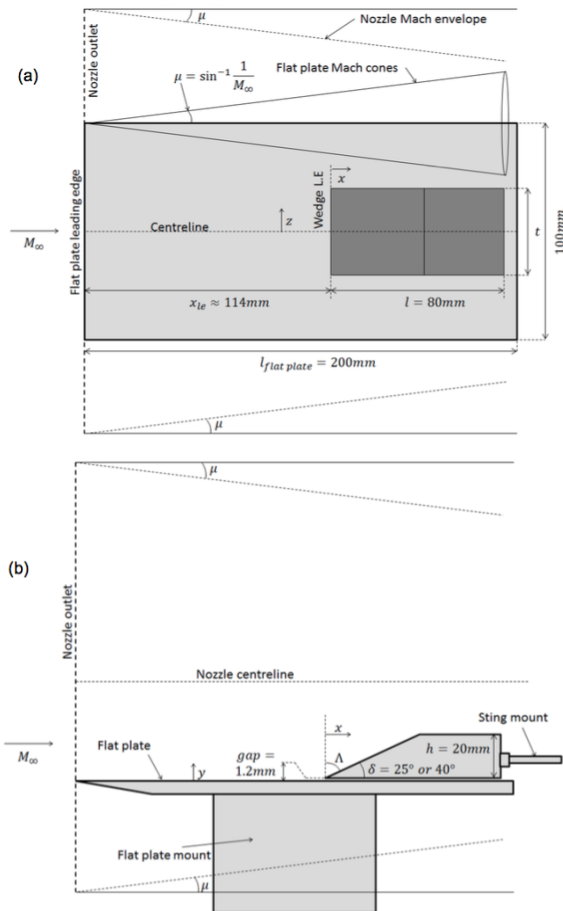 (a)
Nozzle outlet
μ
Nozzle Mach envelope
Flat plate Mach cones
μ = sin⁻¹ 1/M∞
Flat plate leading edge
Wedge L.E
x
z
Centreline
M∞
t
100mm
x_le ≈ 114mm
l = 80mm
l_flat plate = 200mm
μ
(b)
μ
Nozzle outlet
Nozzle centreline
M∞
Flat plate
y
gap =
1.2mm
x
Λ
h = 20mm
δ = 25° or 40°
Sting mount
Flat plate mount
μ